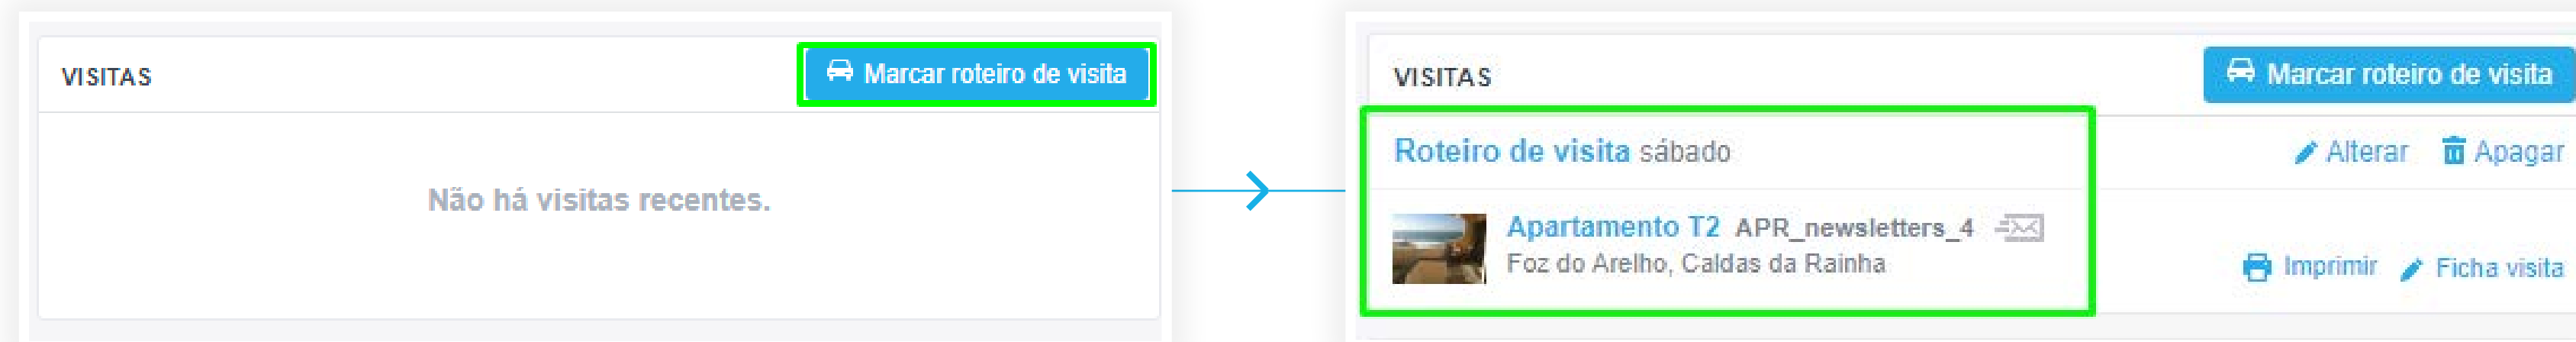 VISITAS
Marcar roteiro de visita
Não há visitas recentes.
VISITAS
Marcar roteiro de visita
Roteiro de visita sábado
Alterar
Apagar
Apartamento T2 APR_newsletters_4
Foz do Arelho, Caldas da Rainha
Imprimir
Ficha visita